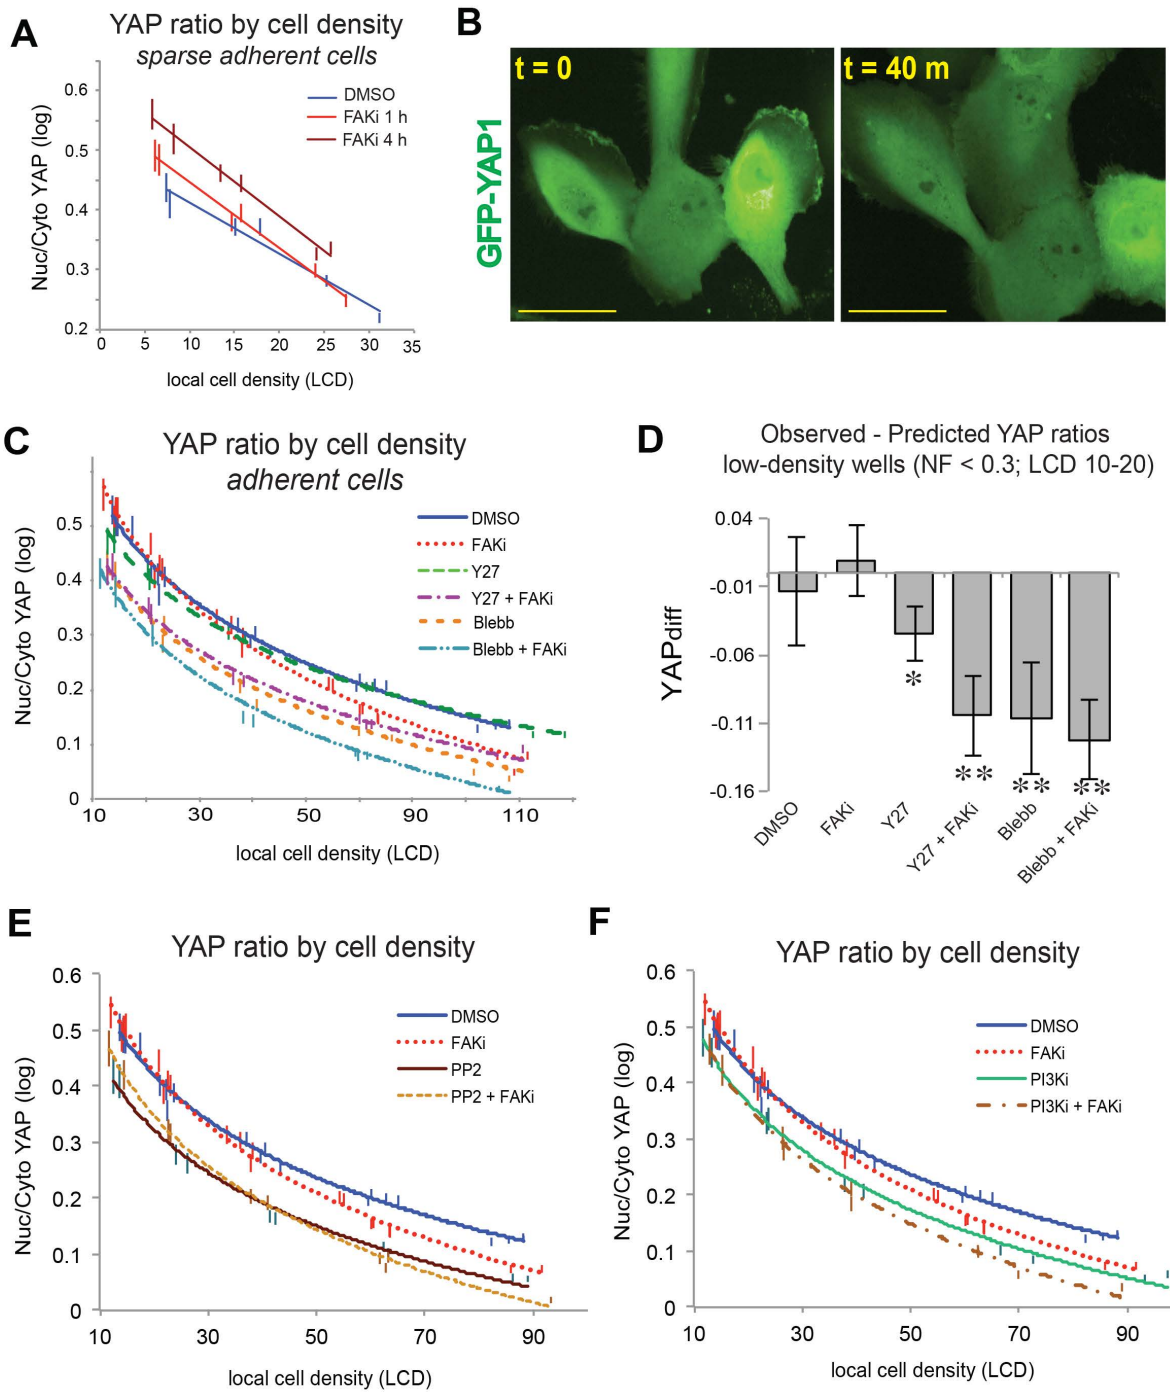 A
YAP ratio by cell density
sparse adherent cells
Nuc/Cyto YAP (log)
0.6
0.5
0.4
0.3
0.2
DMSO
FAKi 1 h
FAKi 4 h
0 5 10 15 20 25 30 35
local cell density (LCD)
B
GFP-YAP1
t = 0
t = 40 m
C
YAP ratio by cell density
adherent cells
Nuc/Cyto YAP (log)
0.5
0.4
0.3
0.2
0.1
0
DMSO
FAKi
Y27
Y27 + FAKi
Blebb
Blebb + FAKi
10 30 50 70 90 110
local cell density (LCD)
D
Observed - Predicted YAP ratios
low-density wells (NF < 0.3; LCD 10-20)
YAPdiff
0.04
-0.01
-0.06
-0.11
-0.16
*
**
**
**
DMSO
FAKi
Y27
Y27 + FAKi
Blebb
Blebb + FAKi
E
YAP ratio by cell density
Nuc/Cyto YAP (log)
0.6
0.5
0.4
0.3
0.2
0.1
0
DMSO
FAKi
PP2
PP2 + FAKi
10 30 50 70 90
local cell density (LCD)
F
YAP ratio by cell density
Nuc/Cyto YAP (log)
0.6
0.5
0.4
0.3
0.2
0.1
0
DMSO
FAKi
PI3Ki
PI3Ki + FAKi
10 30 50 70 90
local cell density (LCD)